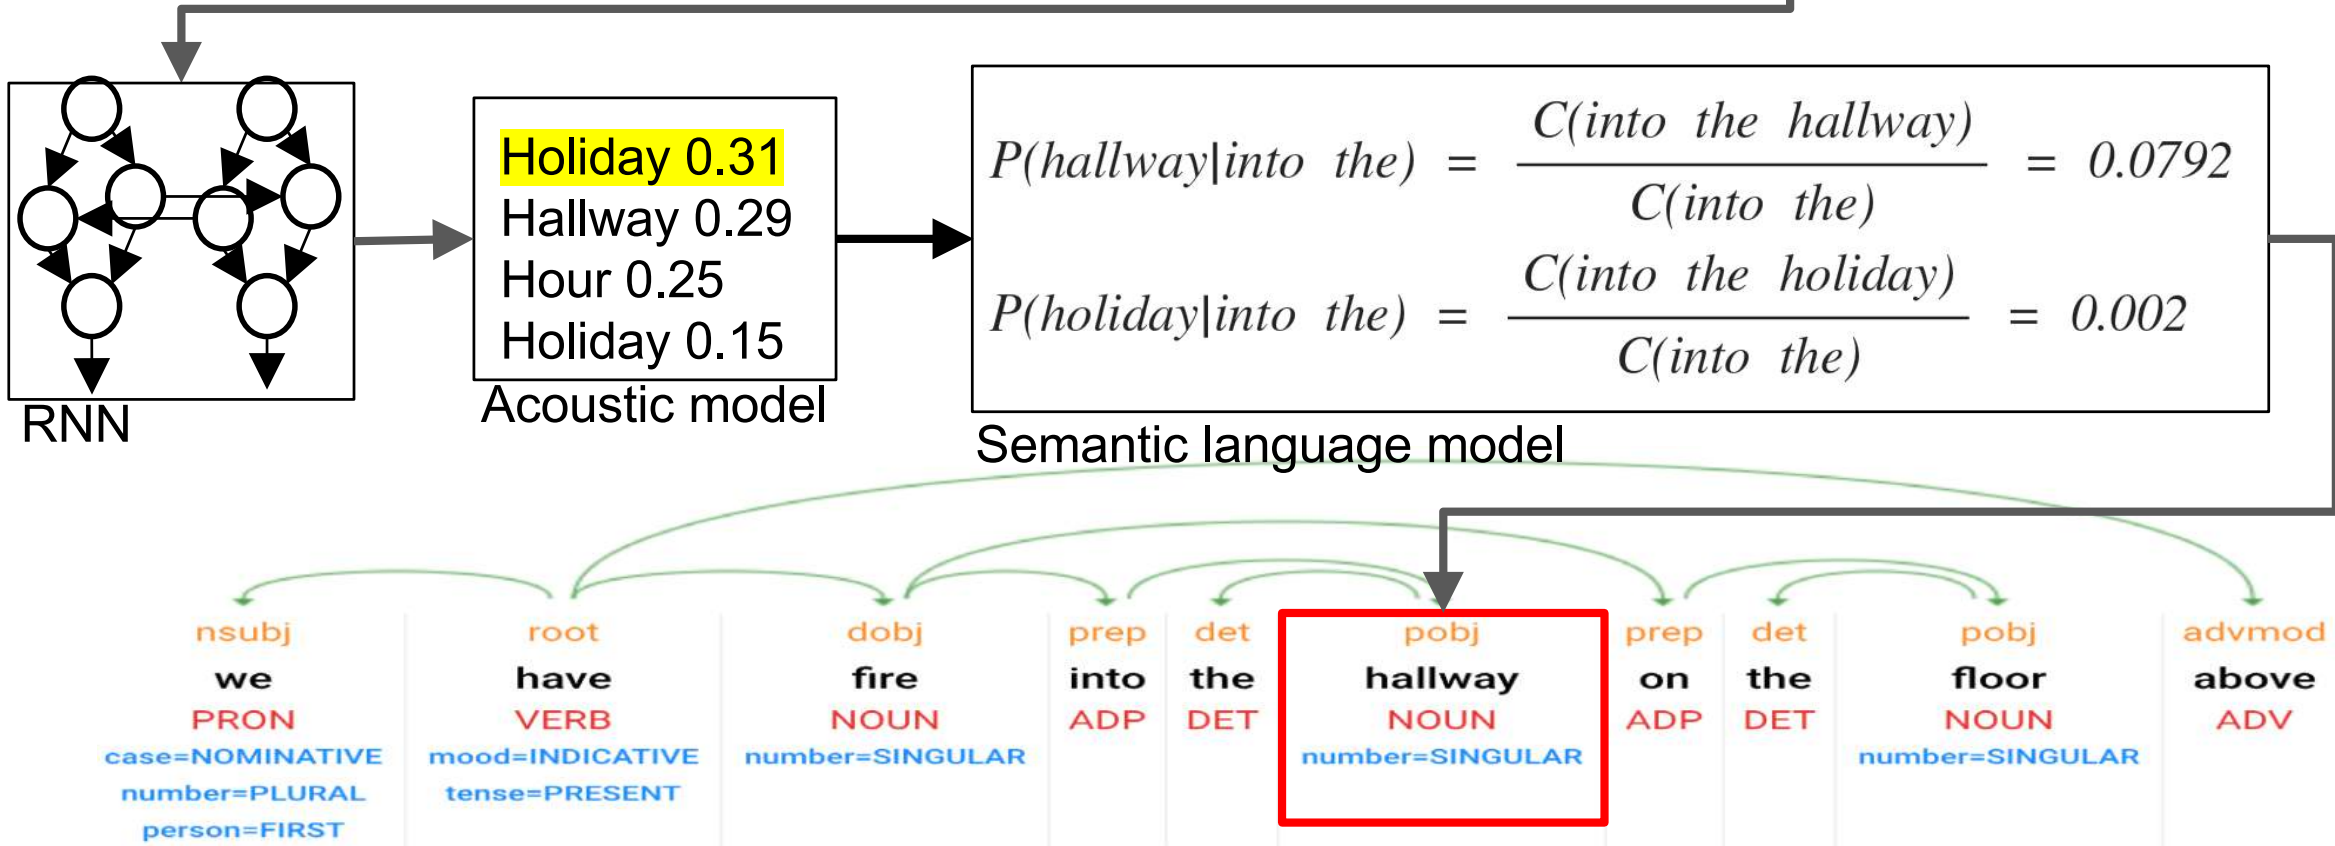 RNN
Holiday 0.31
Hallway 0.29
Hour 0.25
Holiday 0.15
Acoustic model
P(hallway|into the) = C(into the hallway) / C(into the) = 0.0792
P(holiday|into the) = C(into the holiday) / C(into the) = 0.002
Semantic language model
nsubj root dobj prep det pobj prep det pobj advmod
we have fire into the hallway on the floor above
PRON VERB NOUN ADP DET NOUN ADP DET NOUN ADV
case=NOMINATIVE mood=INDICATIVE number=SINGULAR number=SINGULAR number=SINGULAR
number=PLURAL tense=PRESENT
person=FIRST